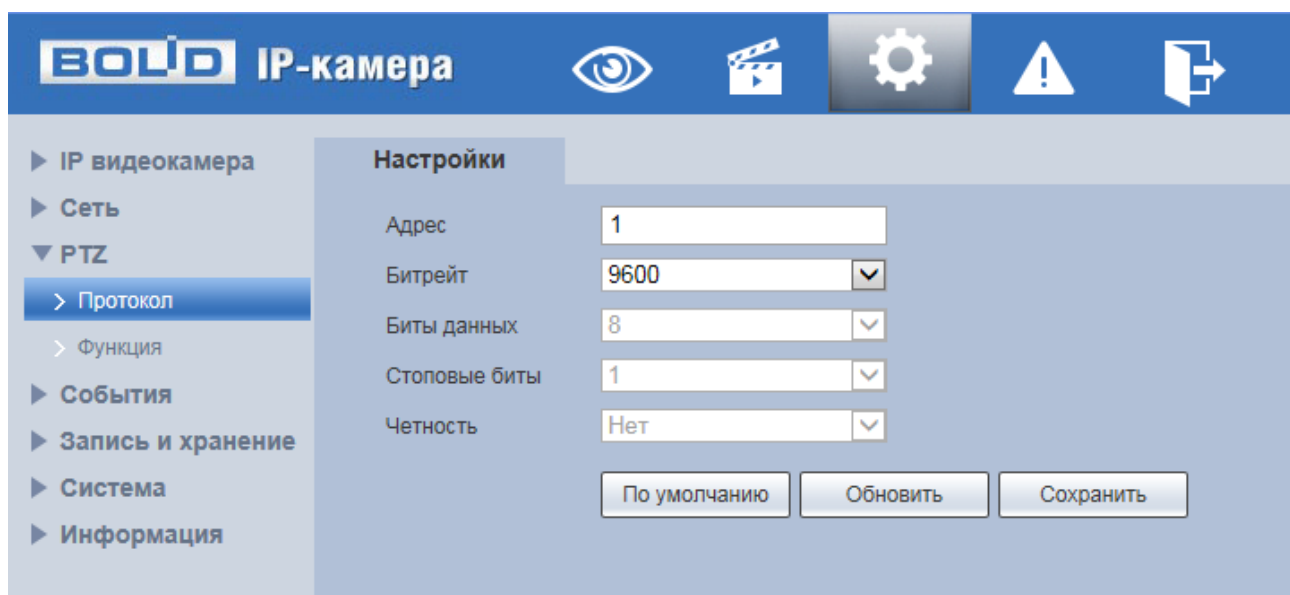 BOLID IP-камера
IP видеокамера
Сеть
PTZ
Протокол
Функция
События
Запись и хранение
Система
Информация
Настройки
Адрес 1
Битрейт 9600
Биты данных 8
Стоповые биты 1
Четность Нет
По умолчанию Обновить Сохранить